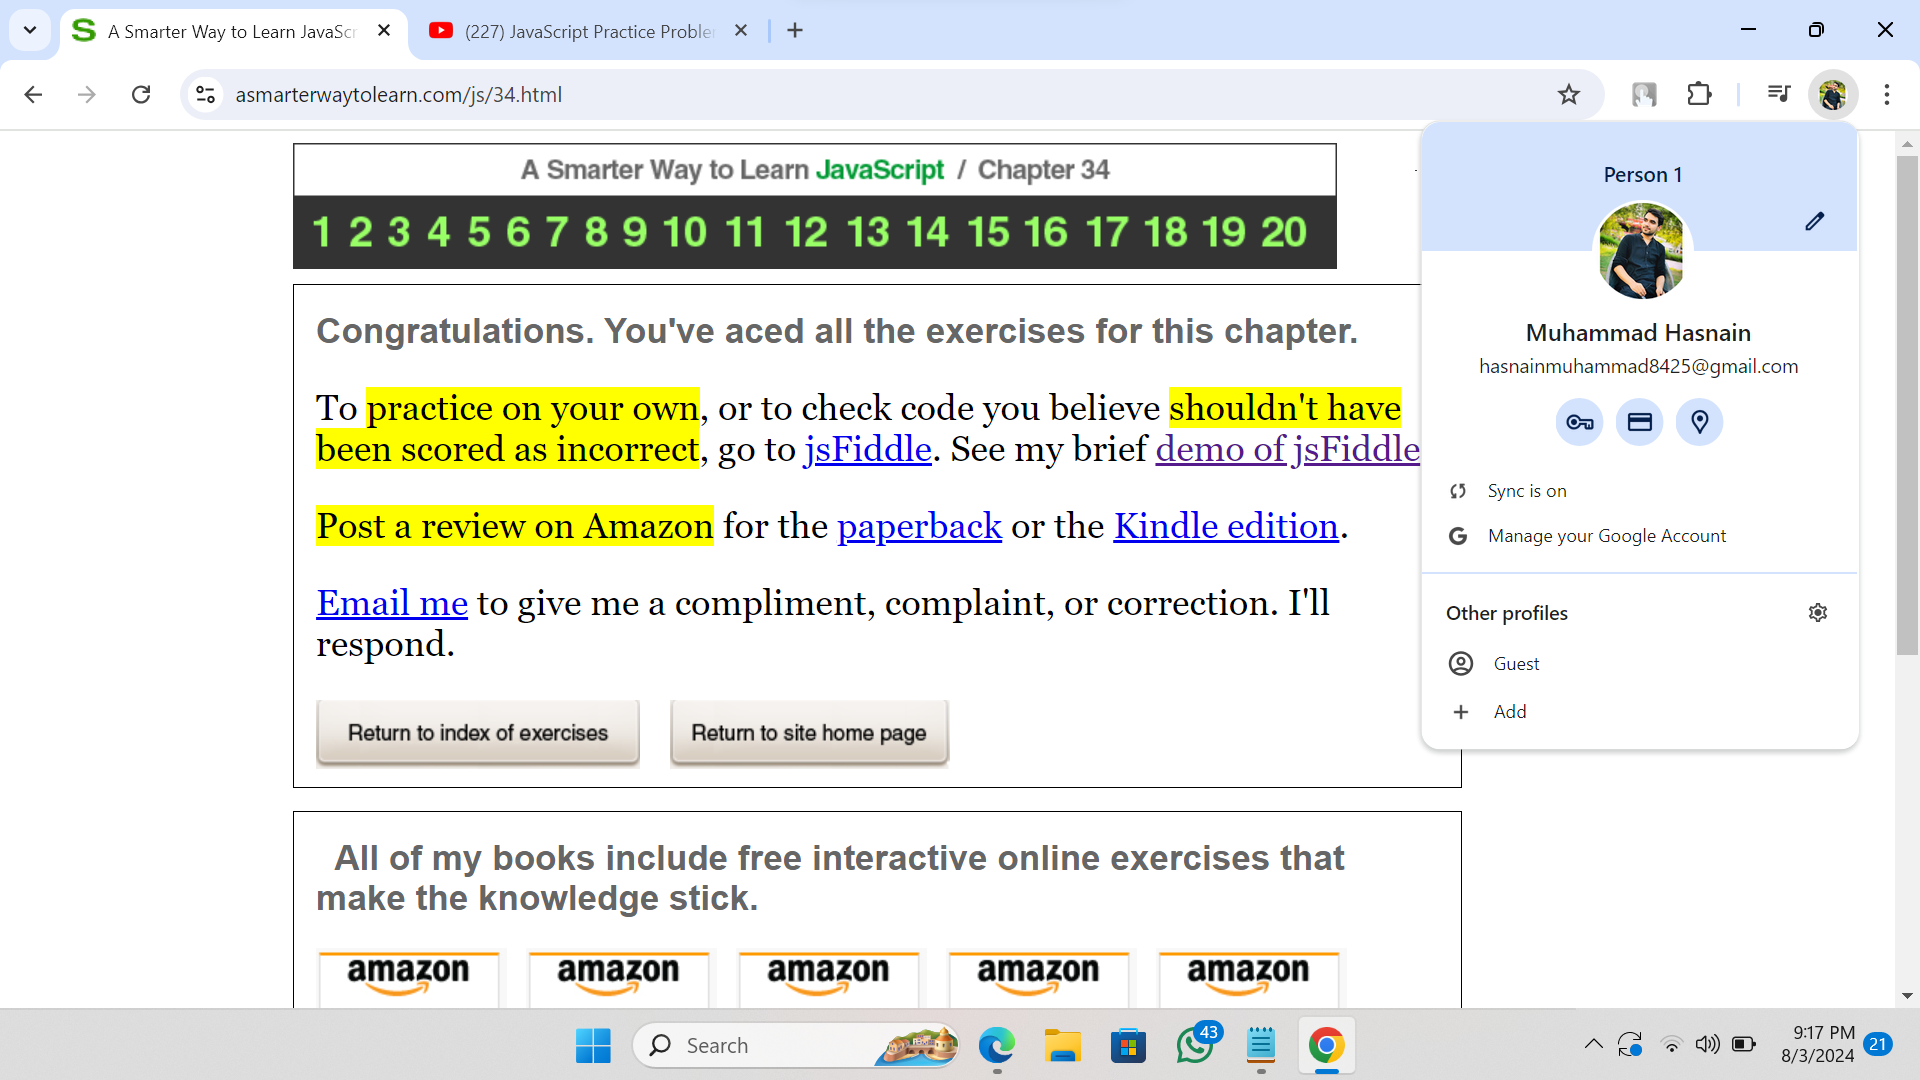 A Smarter Way to Learn JavaScr
(227) JavaScript Practice Proble
asmarterwaytolearn.com/js/34.html
A Smarter Way to Learn JavaScript / Chapter 34
1 2 3 4 5 6 7 8 9 10 11 12 13 14 15 16 17 18 19 20
Congratulations. You've aced all the exercises for this chapter.
To practice on your own, or to check code you believe shouldn't have
been scored as incorrect, go to jsFiddle. See my brief demo of jsFiddle
Post a review on Amazon for the paperback or the Kindle edition.
Email me to give me a compliment, complaint, or correction. I'll
respond.
Return to index of exercises
Return to site home page
All of my books include free interactive online exercises that
make the knowledge stick.
amazon amazon amazon amazon amazon
Person 1
Muhammad Hasnain
hasnainmuhammad8425@gmail.com
Sync is on
Manage your Google Account
Other profiles
Guest
Add
Search
43
9:17 PM
8/3/2024
21